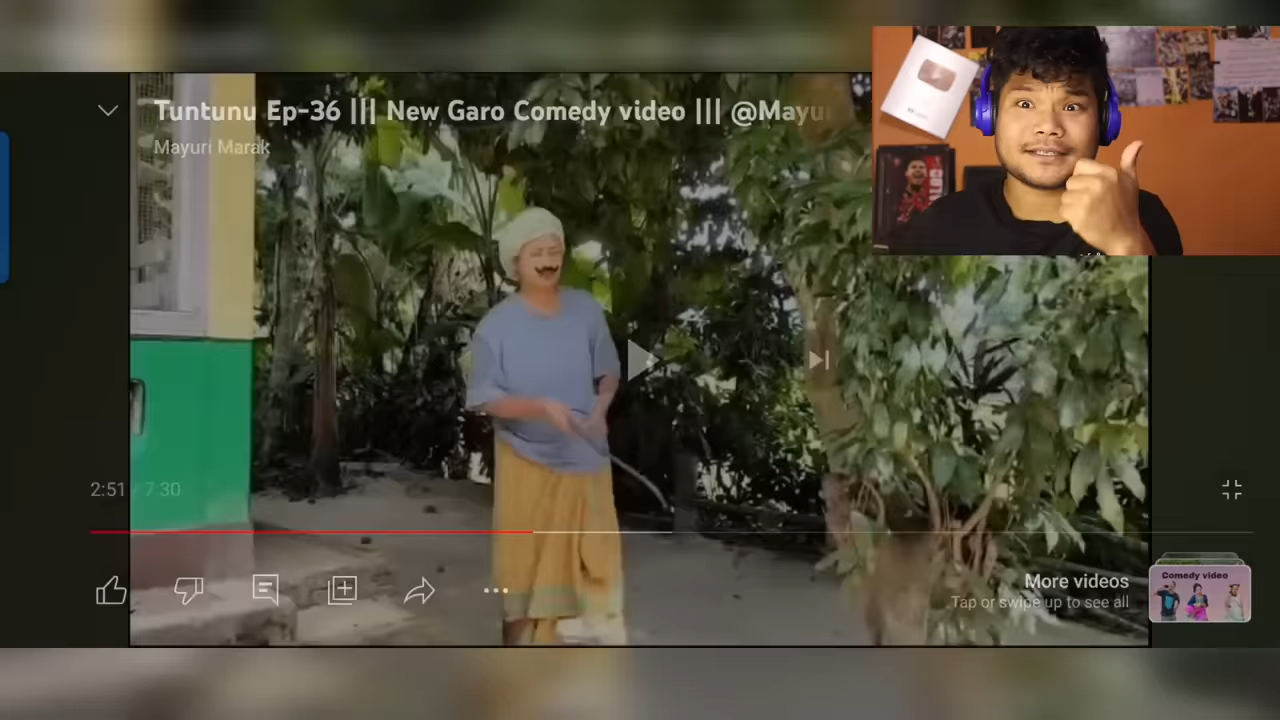 Tuntunu Ep-36 ||| New Garo Comedy video ||| @Mayu
Mayuri Marak
2:51 / 7:30
More videos
Tap or swipe up to see all
Comedy video